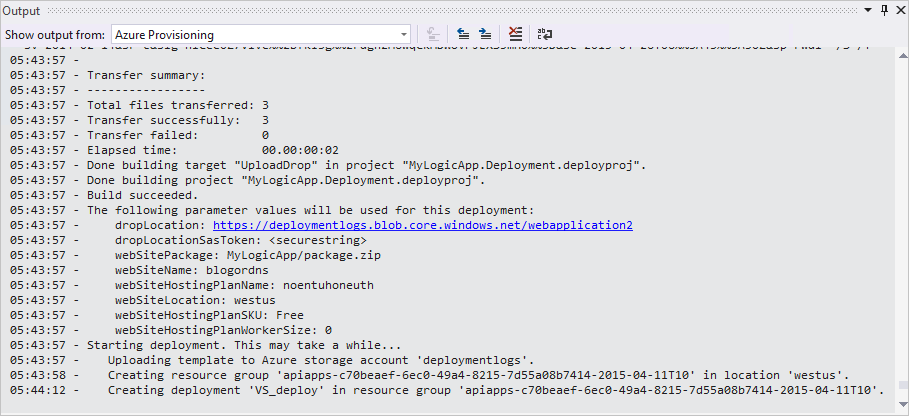 Output
Show output from: Azure Provisioning
05:43:57 -
05:43:57 - Transfer summary:
05:43:57 - -----------------
05:43:57 - Total files transferred: 3
05:43:57 - Transfer successfully:   3
05:43:57 - Transfer failed:         0
05:43:57 - Elapsed time:            00.00:00:02
05:43:57 - Done building target "UploadDrop" in project "MyLogicApp.Deployment.deployproj".
05:43:57 - Done building project "MyLogicApp.Deployment.deployproj".
05:43:57 - Build succeeded.
05:43:57 - The following parameter values will be used for this deployment:
05:43:57 -     dropLocation: https://deploymentlogs.blob.core.windows.net/webapplication2
05:43:57 -     dropLocationSasToken: <securestring>
05:43:57 -     webSitePackage: MyLogicApp/package.zip
05:43:57 -     webSiteName: blogordns
05:43:57 -     webSiteHostingPlanName: noentuhoneuth
05:43:57 -     webSiteLocation: westus
05:43:57 -     webSiteHostingPlanSKU: Free
05:43:57 -     webSiteHostingPlanWorkerSize: 0
05:43:57 - Starting deployment. This may take a while...
05:43:57 -    Uploading template to Azure storage account 'deploymentlogs'.
05:43:58 -    Creating resource group 'apiapps-c70beaef-6ec0-49a4-8215-7d55a08b7414-2015-04-11T10' in location 'westus'.
05:44:12 -    Creating deployment 'VS_deploy' in resource group 'apiapps-c70beaef-6ec0-49a4-8215-7d55a08b7414-2015-04-11T10'.